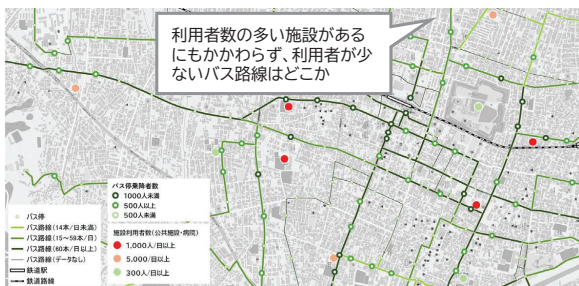 利用者数の多い施設がある
にもかかわらず、利用者が少
ないバス路線はどこか
バス停乗降者数
1000人未満
500人以上
500人未満
施設利用者数(公共施設・病院)
1,000人/日以上
5,000/日以上
300人/日以上
バス停
バス路線(14本/日未満)
バス路線(15～59本/日)
バス路線(60本/日以上)
バス路線(データなし)
鉄道駅
鉄道路線